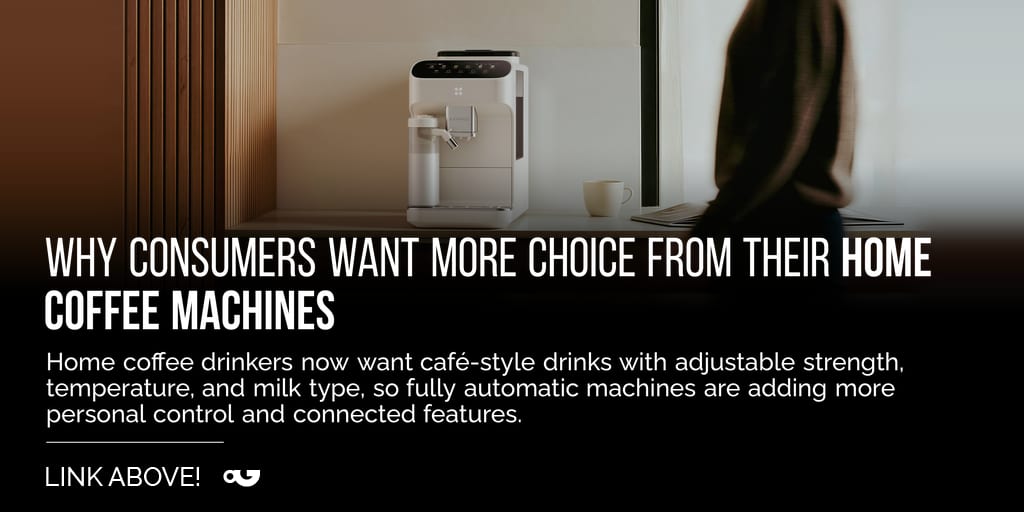 WHY CONSUMERS WANT MORE CHOICE FROM THEIR HOME
COFFEE MACHINES
Home coffee drinkers now want café-style drinks with adjustable strength,
temperature, and milk type, so fully automatic machines are adding more
personal control and connected features.
LINK ABOVE!